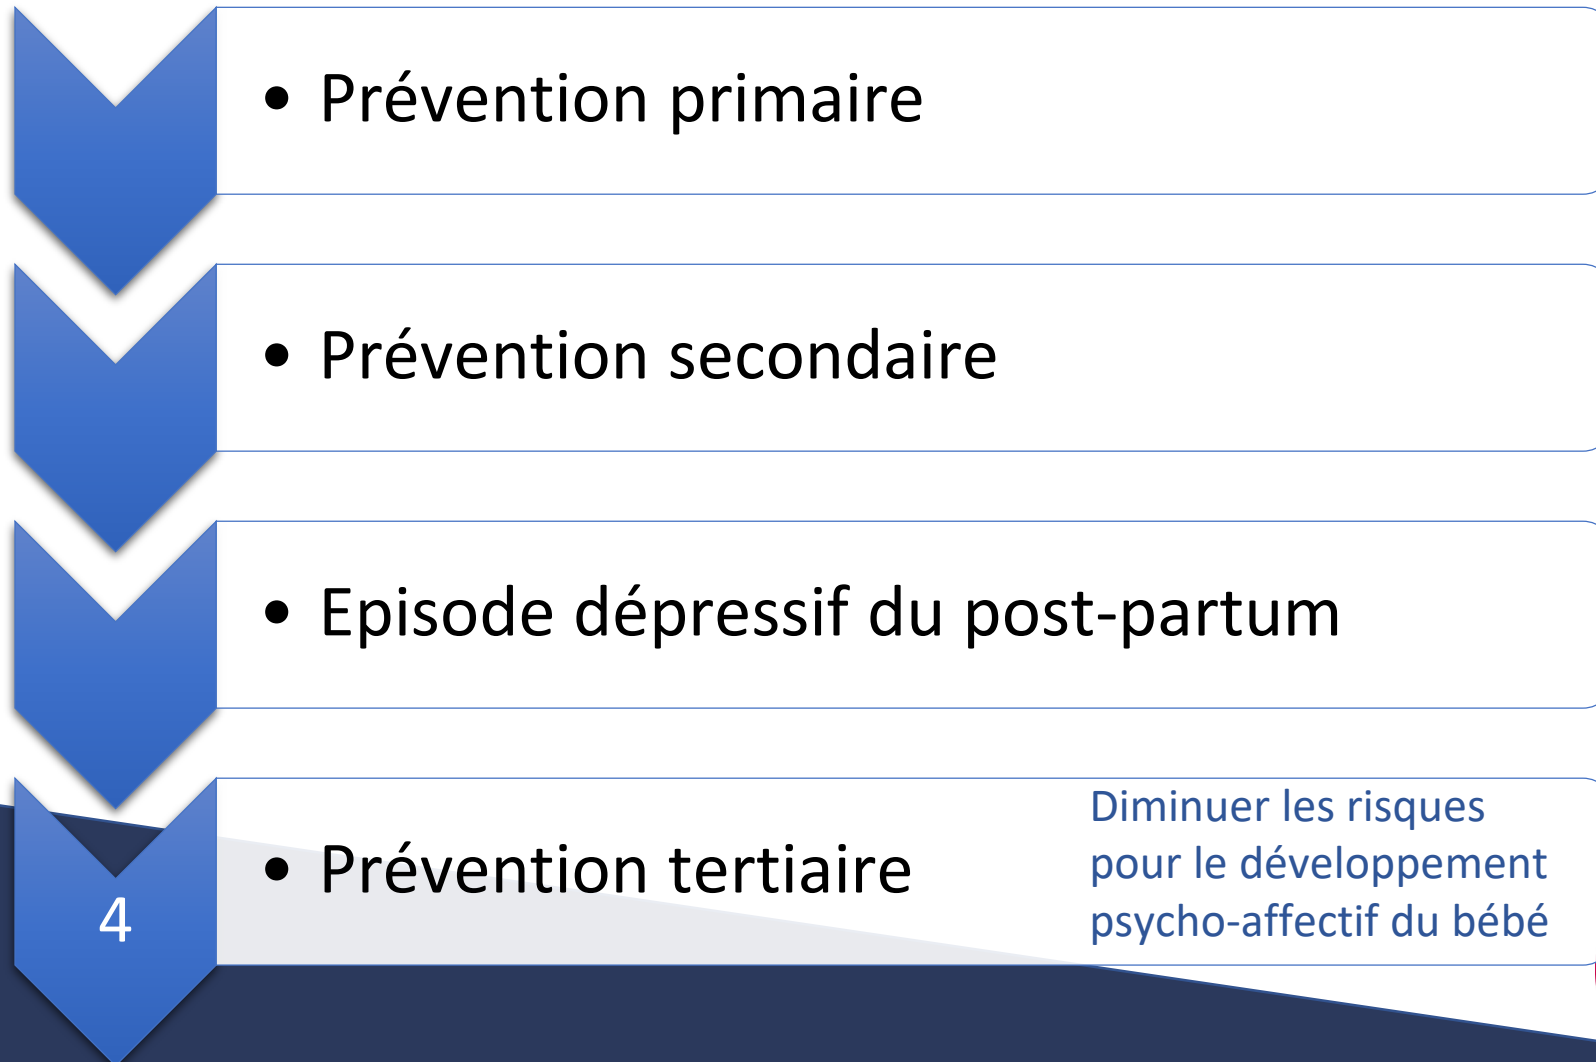 • Prévention primaire
• Prévention secondaire
• Episode dépressif du post-partum
• Prévention tertiaire
Diminuer les risques
pour le développement
psycho-affectif du bébé
4